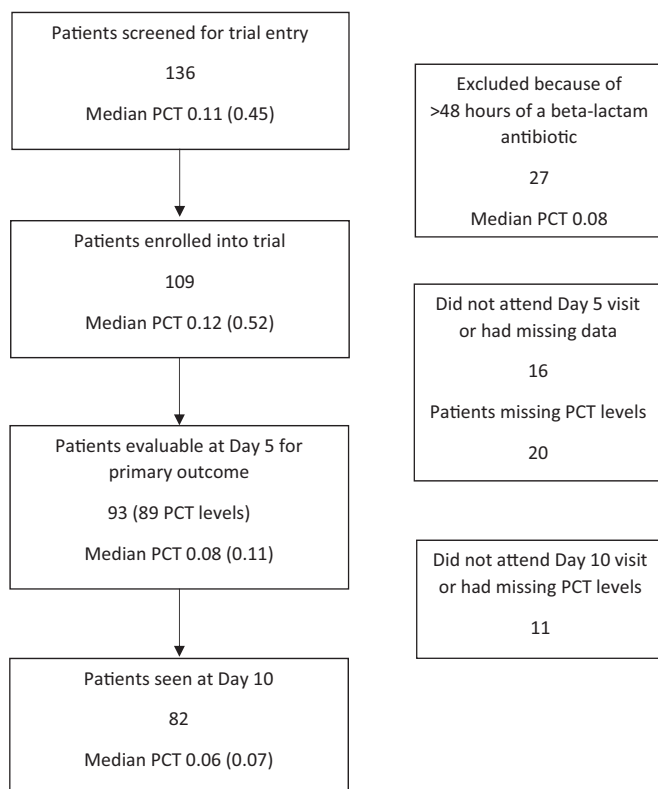 Patients screened for trial entry
136
Median PCT 0.11 (0.45)
Excluded because of
>48 hours of a beta-lactam
antibiotic
27
Median PCT 0.08
Patients enrolled into trial
109
Median PCT 0.12 (0.52)
Did not attend Day 5 visit
or had missing data
16
Patients missing PCT levels
20
Patients evaluable at Day 5 for
primary outcome
93 (89 PCT levels)
Median PCT 0.08 (0.11)
Did not attend Day 10 visit
or had missing PCT levels
11
Patients seen at Day 10
82
Median PCT 0.06 (0.07)